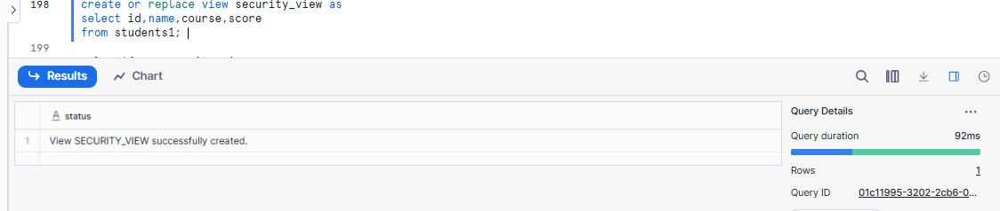 198 create or replace view security_view as
select id,name,course,score
from students1;
199
Results Chart
status
1 View SECURITY_VIEW successfully created.
Query Details ...
Query duration 92ms
Rows 1
Query ID 01c11995-3202-2cb6-0...